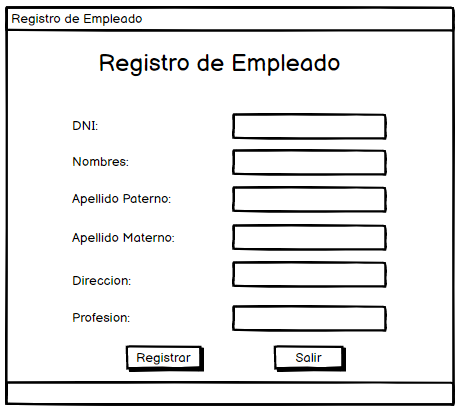 Registro de Empleado
Registro de Empleado
DNI:
Nombres:
Apellido Paterno:
Apellido Materno:
Direccion:
Profesion:
Registrar
Salir